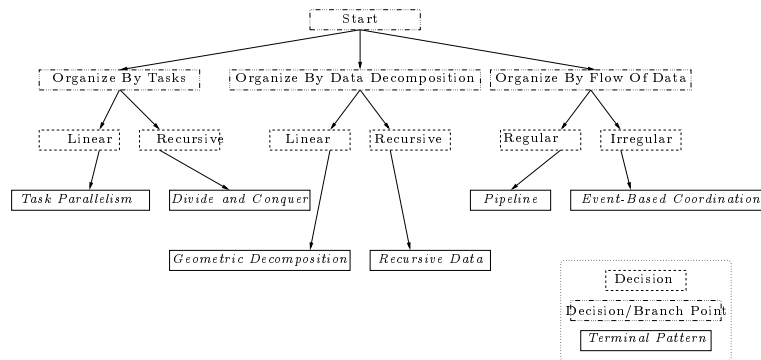 Start
Organize By Tasks
Organize By Data Decomposition
Organize By Flow Of Data
Linear
Recursive
Linear
Recursive
Regular
Irregular
Task Parallelism
Divide and Conquer
Pipeline
Event-Based Coordination
Geometric Decomposition
Recursive Data
Decision
Decision/Branch Point
Terminal Pattern